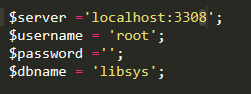 $server ='localhost:3308';
$username = 'root';
$password ='';
$dbname = 'libsys';